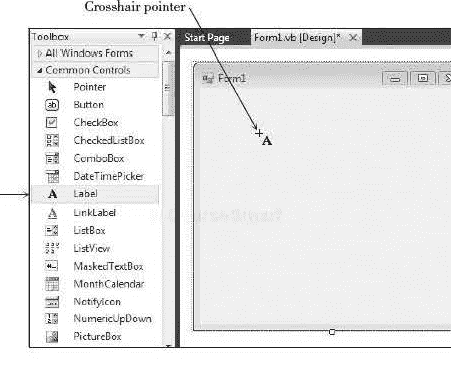 Crosshair pointer
Toolbox
Start Page
Form1.vb [Design]*
All Windows Forms
Common Controls
Form1
Pointer
Button
CheckBox
CheckedListBox
ComboBox
DateTimePicker
A Label
A LinkLabel
ListBox
ListView
MaskedTextBox
MonthCalendar
NotifyIcon
NumericUpDown
PictureBox
A